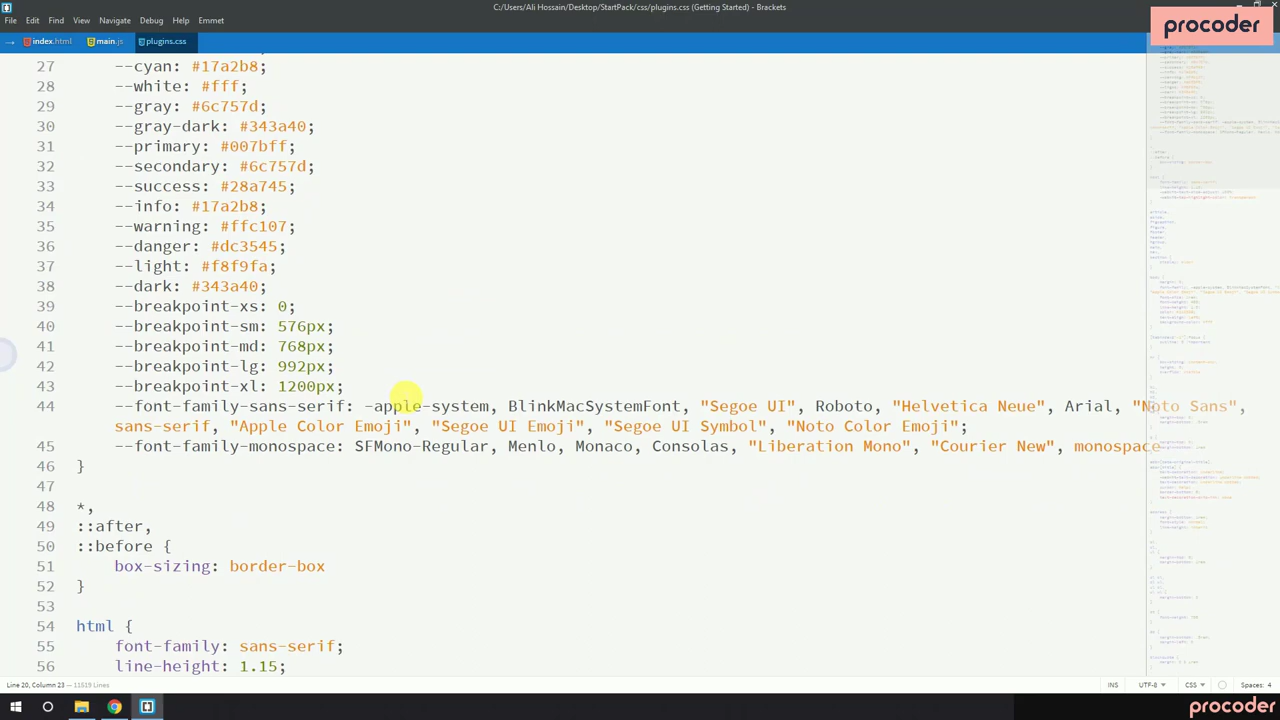 C:/Users/Ali Hossain/Desktop/StartPack/css/plugins.css (Getting Started) - Brackets
File Edit Find View Navigate Debug Help Emmet
procoder
index.html main.js plugins.css
27 --cyan: #17a2b8;
28 --white: #fff;
29 --gray: #6c757d;
30 --gray-dark: #343a40;
31 --primary: #007bff;
32 --secondary: #6c757d;
33 --success: #28a745;
34 --info: #17a2b8;
35 --warning: #ffc107;
36 --danger: #dc3545;
37 --light: #f8f9fa;
38 --dark: #343a40;
39 --breakpoint-xs: 0;
40 --breakpoint-sm: 576px;
41 --breakpoint-md: 768px;
42 --breakpoint-lg: 992px;
43 --breakpoint-xl: 1200px;
44 --font-family-sans-serif: -apple-system, BlinkMacSystemFont, "Segoe UI", Roboto, "Helvetica Neue", Arial, "Noto Sans",
sans-serif, "Apple Color Emoji", "Segoe UI Emoji", "Segoe UI Symbol", "Noto Color Emoji";
45 --font-family-monospace: SFMono-Regular, Menlo, Monaco, Consolas, "Liberation Mono", "Courier New", monospace
46 }
47
48 *,
49 ::after,
50 ::before {
51 box-sizing: border-box
52 }
53
54 html {
55 font-family: sans-serif;
56 line-height: 1.15;
Line 20, Column 23 — 11519 Lines
INS UTF-8 CSS Spaces: 4
procoder